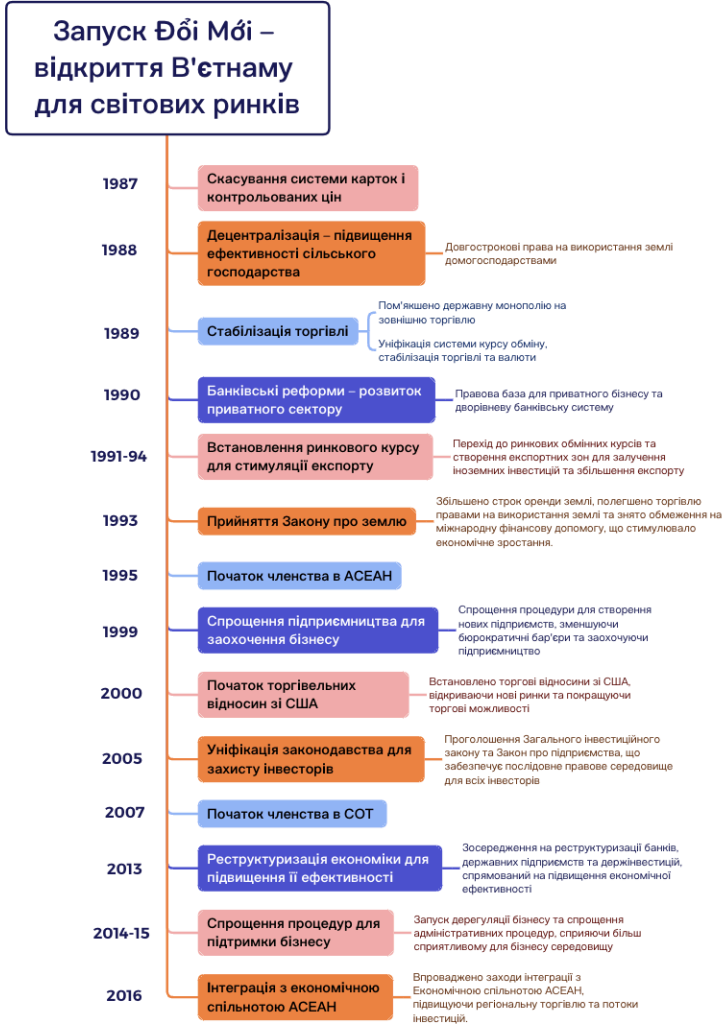 Запуск Đổi Mới –
відкриття В'єтнаму
для світових ринків
1987
Скасування системи карток і
контрольованих цін
1988
Децентралізація – підвищення
ефективності сільського
господарства
Довгострокові права на використання землі
домогосподарствами
1989
Стабілізація торгівлі
Пом'якшено державну монополію на
зовнішню торгівлю
Уніфікація системи курсу обміну,
стабілізація торгівлі та валюти
1990
Банківські реформи – розвиток
приватного сектору
Правова база для приватного бізнесу та
дворівневу банківську систему
1991-94
Встановлення ринкового курсу
для стимуляції експорту
Перехід до ринкових обмінних курсів та
створення експортних зон для залучення
іноземних інвестицій та збільшення експорту
1993
Прийняття Закону про землю
Збільшено строк оренди землі, полегшено торгівлю
правами на використання землі та знято обмеження на
міжнародну фінансову допомогу, що стимулювало
економічне зростання.
1995
Початок членства в АСЕАН
1999
Спрощення підприємництва для
заохочення бізнесу
Спрощення процедури для створення
нових підприємств, зменшуючи
бюрократичні бар'єри та заохочуючи
підприємництво
2000
Початок торгівельних
відносин зі США
Встановлено торгові відносини зі США,
відкриваючи нові ринки та покращуючи
торгові можливості
2005
Уніфікація законодавства для
захисту інвесторів
Проголошення Загального інвестиційного
закону та Закон про підприємства, що
забезпечує послідовне правове середовище
для всіх інвесторів
2007
Початок членства в СОТ
2013
Реструктуризація економіки для
підвищення її ефективності
Зосередження на реструктуризації банків,
державних підприємств та держінвестицій,
спрямований на підвищення економічної
ефективності
2014-15
Спрощення процедур для
підтримки бізнесу
Запуск дерегуляції бізнесу та спрощення
адміністративних процедур, сприяючи більш
сприятливому для бізнесу середовищу
2016
Інтеграція з економічною
спільнотою АСЕАН
Впроваджено заходи інтеграції з
Економічною спільнотою АСЕАН,
підвищуючи регіональну торгівлю та потоки
інвестицій.